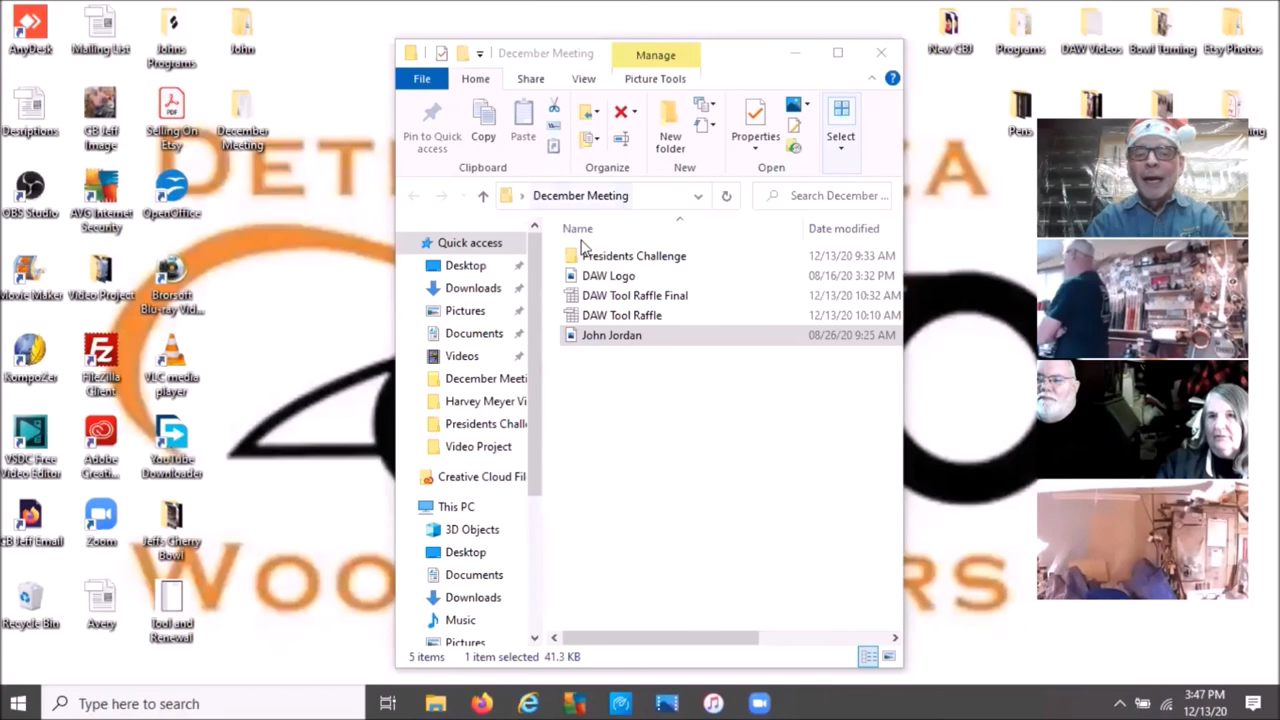 AnyDesk
Mailing List
Johns
Programs
John
New CBJ
Programs
DAW Videos
Bowl Turning
Etsy Photos
Desriptions
CB Jeff
Image
Selling On
Etsy
December
Meeting
Pens
OBS Studio
AVG Internet
Security
OpenOffice
Movie Maker
Video Project
Brorsoft
Blu-ray Vid...
KompoZer
FileZilla
Client
VLC media
player
VSDC Free
Video Editor
Adobe
Creati...
YouTube
Downloader
CB Jeff Email
Zoom
Jeffs Cherry
Bowl
Recycle Bin
Avery
Tool and
Renewal
December Meeting
Manage
File
Home
Share
View
Picture Tools
Pin to Quick
access
Copy
Paste
Clipboard
Organize
New
folder
New
Properties
Open
Select
December Meeting
Search December ...
Name
Date modified
Presidents Challenge
12/13/20 9:33 AM
DAW Logo
08/16/20 3:32 PM
DAW Tool Raffle Final
12/13/20 10:32 AM
DAW Tool Raffle
12/13/20 10:10 AM
John Jordan
08/26/20 9:25 AM
Quick access
Desktop
Downloads
Pictures
Documents
Videos
December Meeti
Harvey Meyer Vi
Presidents Challe
Video Project
Creative Cloud Fil
This PC
3D Objects
Desktop
Documents
Downloads
Music
Pictures
5 items
1 item selected 41.3 KB
Type here to search
3:47 PM
12/13/20